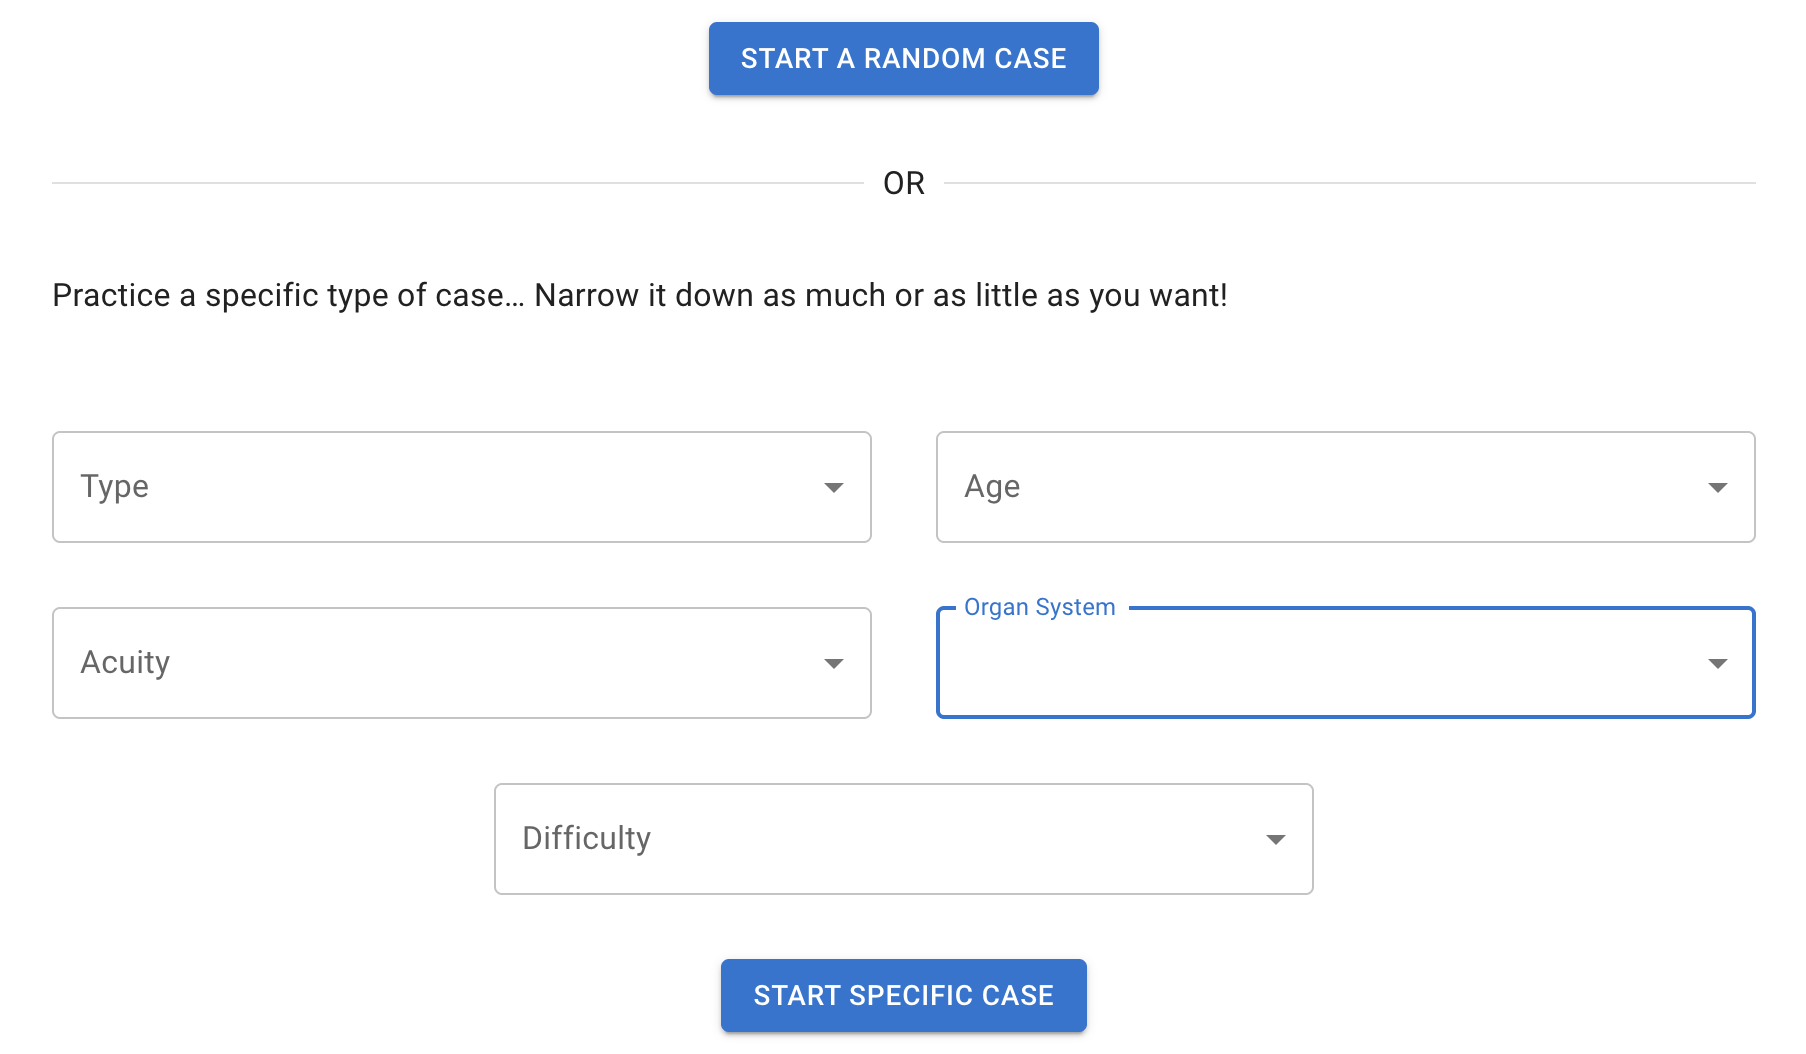 START A RANDOM CASE
OR
Practice a specific type of case… Narrow it down as much or as little as you want!
Type
Age
Acuity
Organ System
Difficulty
START SPECIFIC CASE